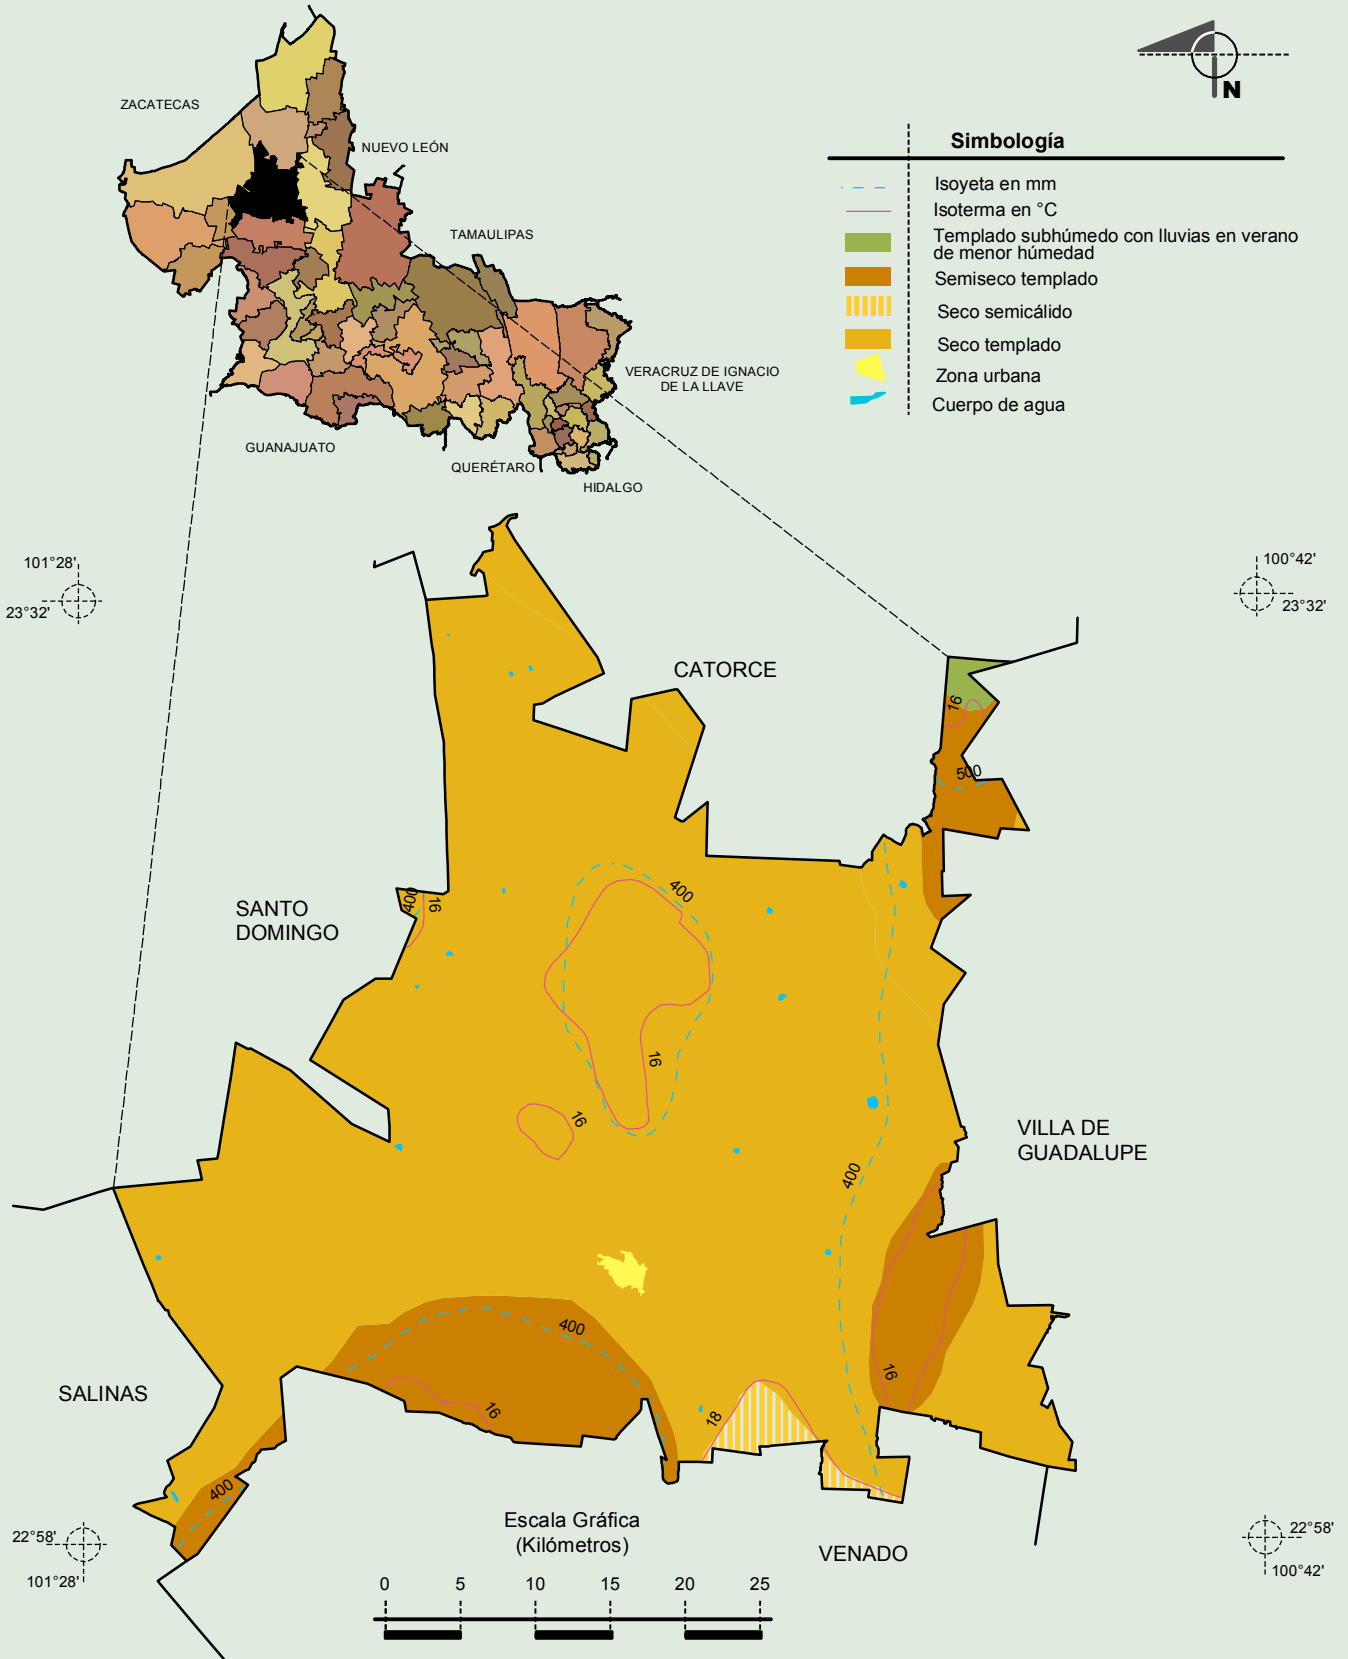 ZACATECAS
NUEVO LEÓN
TAMAULIPAS
VERACRUZ DE IGNACIO
DE LA LLAVE
GUANAJUATO
QUERÉTARO
HIDALGO
N
Simbología
Isoyeta en mm
Isoterma en °C
Templado subhúmedo con lluvias en verano
de menor húmedad
Semiseco templado
Seco semicálido
Seco templado
Zona urbana
Cuerpo de agua
101°28'
23°32'
100°42'
23°32'
CATORCE
16
500
SANTO
DOMINGO
400
16
400
16
16
VILLA DE
GUADALUPE
400
400
16
SALINAS
16
18
400
22°58'
101°28'
Escala Gráfica
(Kilómetros)
VENADO
22°58'
100°42'
0 5 10 15 20 25